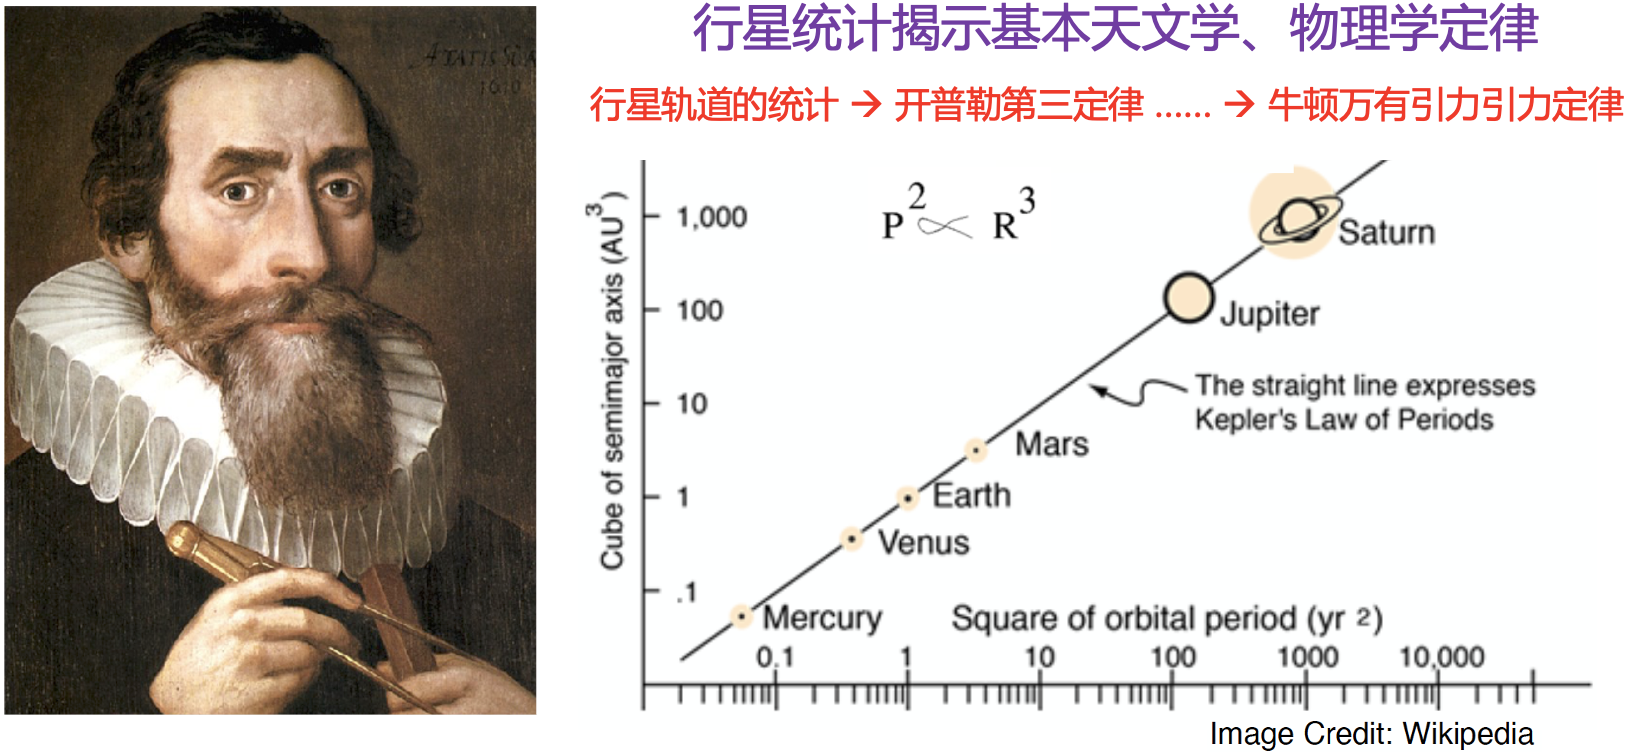 行星统计揭示基本天文学、物理学定律
行星轨道的统计 → 开普勒第三定律 ...... → 牛顿万有引力引力定律
ÆTATIS SUÆ
1610
P² ∝ R³
Cube of semimajor axis (AU³)
1,000
100
10
1
.1
Saturn
Jupiter
The straight line expresses
Kepler's Law of Periods
Mars
Earth
Venus
Mercury
Square of orbital period (yr ²)
0.1 1 10 100 1000 10,000
Image Credit: Wikipedia